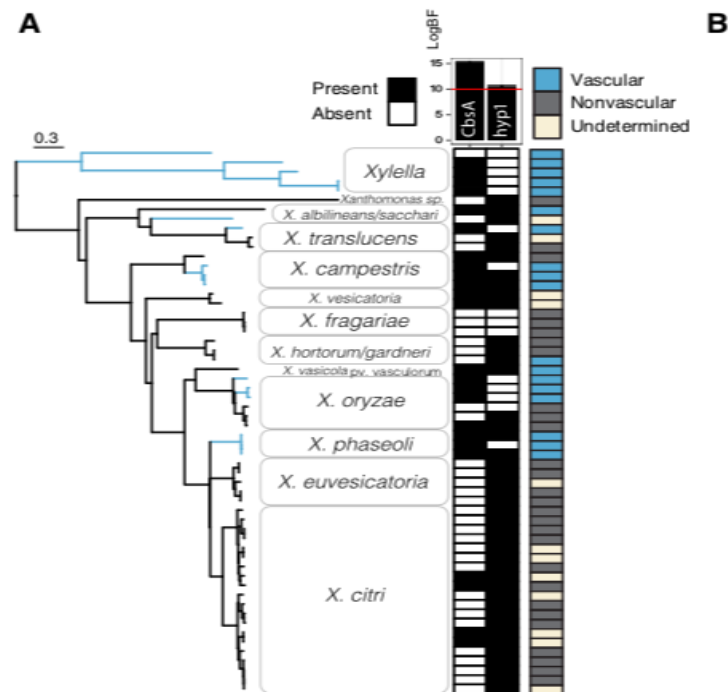 A
B
LogBF
15
10
5
0
Present
Absent
CbsA
hyp1
Vascular
Nonvascular
Undetermined
0.3
Xylella
Xanthomonas sp.
X. albilineans/sacchari
X. translucens
X. campestris
X. vesicatoria
X. fragariae
X. hortorum/gardneri
X. vasicola pv. vasculorum
X. oryzae
X. phaseoli
X. euvesicatoria
X. citri